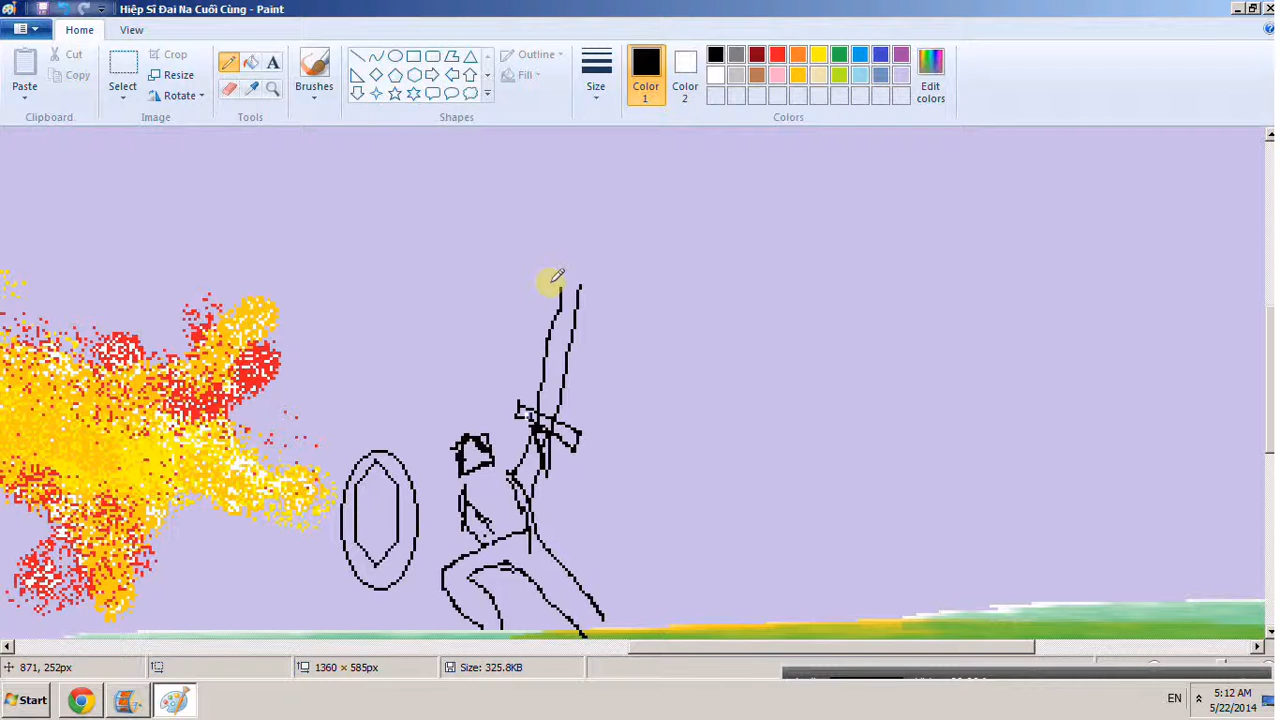 Hiệp Sĩ Đai Na Cuối Cùng - Paint
Home View
Paste
Cut
Copy
Clipboard
Select
Crop
Resize
Rotate
Image
A
Tools
Brushes
Shapes
Outline
Fill
Size
Color 1
Color 2
Edit colors
Colors
871, 252px
1360 × 585px
Size: 325.8KB
Start
EN
5:12 AM
5/22/2014